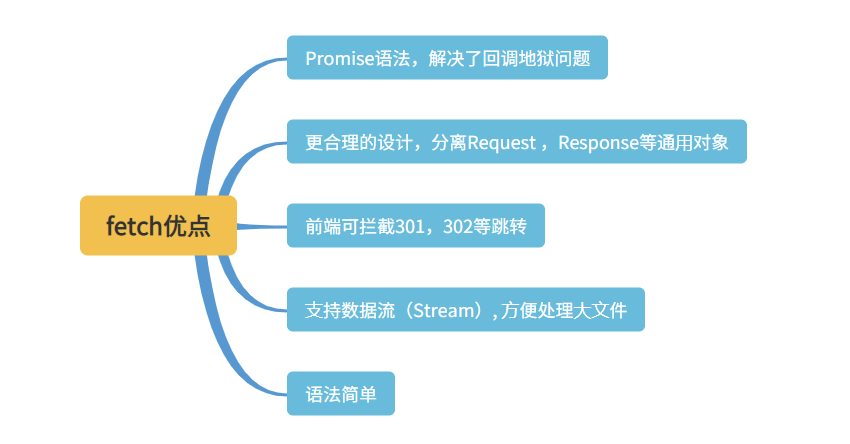 Promise语法，解决了回调地狱问题
更合理的设计，分离Request ，Response等通用对象
fetch优点
前端可拦截301，302等跳转
支持数据流（Stream）, 方便处理大文件
语法简单